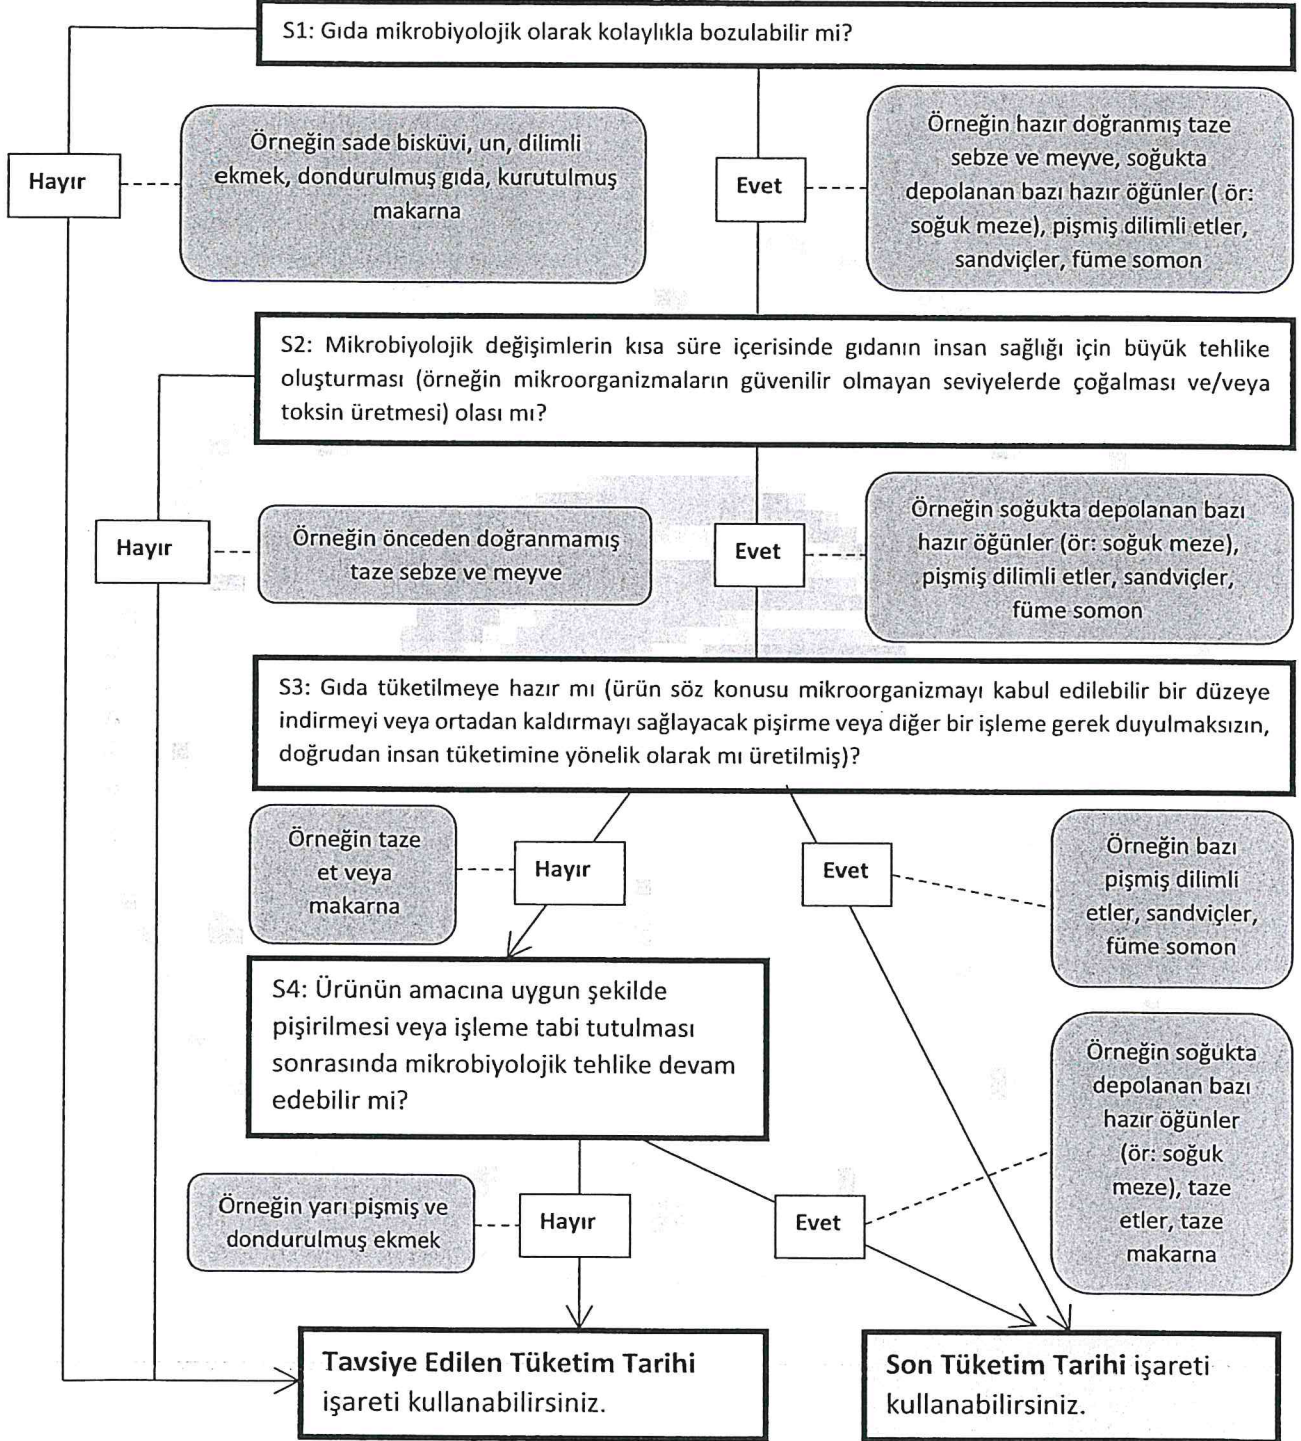 S1: Gıda mikrobiyolojik olarak kolaylıkla bozulabilir mi?
Hayır
Örneğin sade bisküvi, un, dilimli
ekmek, dondurulmuş gıda, kurutulmuş
makarna
Evet
Örneğin hazır doğranmış taze
sebze ve meyve, soğukta
depolanan bazı hazır öğünler ( ör:
soğuk meze), pişmiş dilimli etler,
sandviçler, füme somon
S2: Mikrobiyolojik değişimlerin kısa süre içerisinde gıdanın insan sağlığı için büyük tehlike
oluşturması (örneğin mikroorganizmaların güvenilir olmayan seviyelerde çoğalması ve/veya
toksin üretmesi) olası mı?
Hayır
Örneğin önceden doğranmamış
taze sebze ve meyve
Evet
Örneğin soğukta depolanan bazı
hazır öğünler (ör: soğuk meze),
pişmiş dilimli etler, sandviçler,
füme somon
S3: Gıda tüketilmeye hazır mı (ürün söz konusu mikroorganizmayı kabul edilebilir bir düzeye
indirmeyi veya ortadan kaldırmayı sağlayacak pişirme veya diğer bir işleme gerek duyulmaksızın,
doğrudan insan tüketimine yönelik olarak mı üretilmiş)?
Örneğin taze
et veya
makarna
Hayır
Evet
Örneğin bazı
pişmiş dilimli
etler, sandviçler,
füme somon
S4: Ürünün amacına uygun şekilde
pişirilmesi veya işleme tabi tutulması
sonrasında mikrobiyolojik tehlike devam
edebilir mi?
Örneğin soğukta
depolanan bazı
hazır öğünler
(ör: soğuk
meze), taze
etler, taze
makarna
Örneğin yarı pişmiş ve
dondurulmuş ekmek
Hayır
Evet
Tavsiye Edilen Tüketim Tarihi
işareti kullanabilirsiniz.
Son Tüketim Tarihi işareti
kullanabilirsiniz.